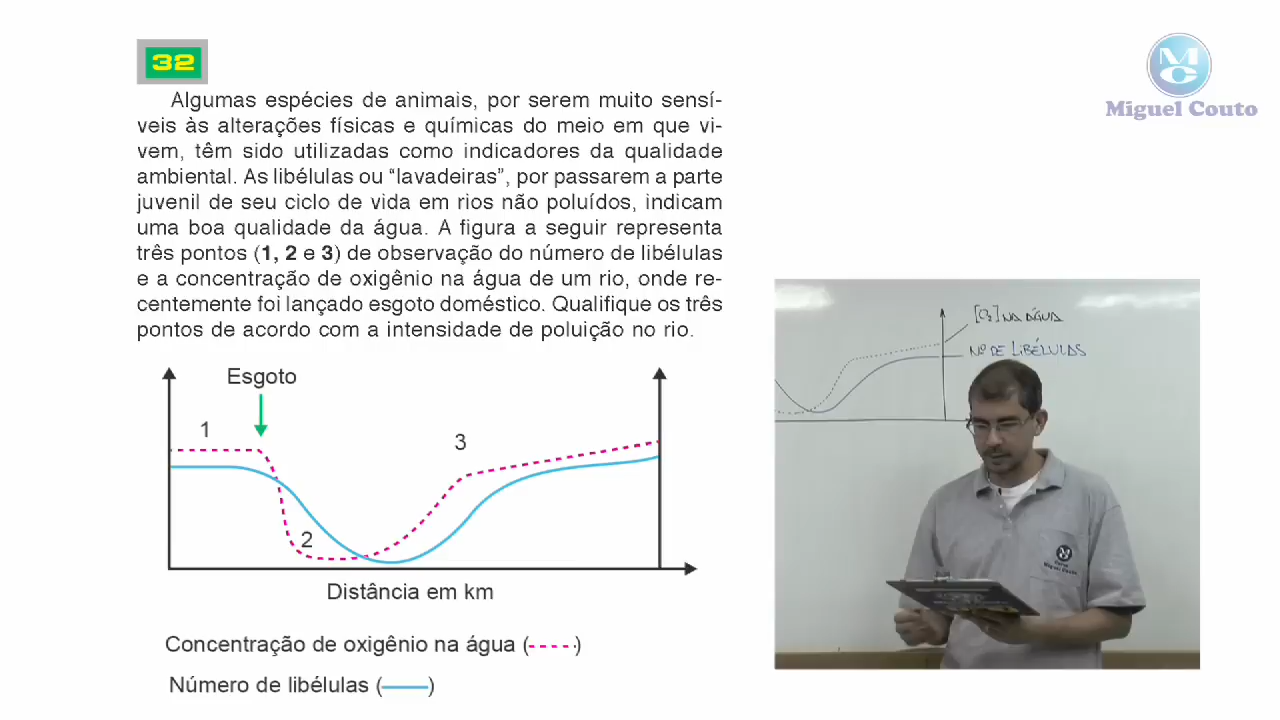 32
Miguel Couto
Algumas espécies de animais, por serem muito sensí-
veis às alterações físicas e químicas do meio em que vi-
vem, têm sido utilizadas como indicadores da qualidade
ambiental. As libélulas ou “lavadeiras”, por passarem a parte
juvenil de seu ciclo de vida em rios não poluídos, indicam
uma boa qualidade da água. A figura a seguir representa
três pontos (1, 2 e 3) de observação do número de libélulas
e a concentração de oxigênio na água de um rio, onde re-
centemente foi lançado esgoto doméstico. Qualifique os três
pontos de acordo com a intensidade de poluição no rio.
Esgoto
1
3
2
Distância em km
Concentração de oxigênio na água (-----)
Número de libélulas (——)
[O₂] NA ÁGUA
Nº DE LIBÉLULAS
Miguel Couto